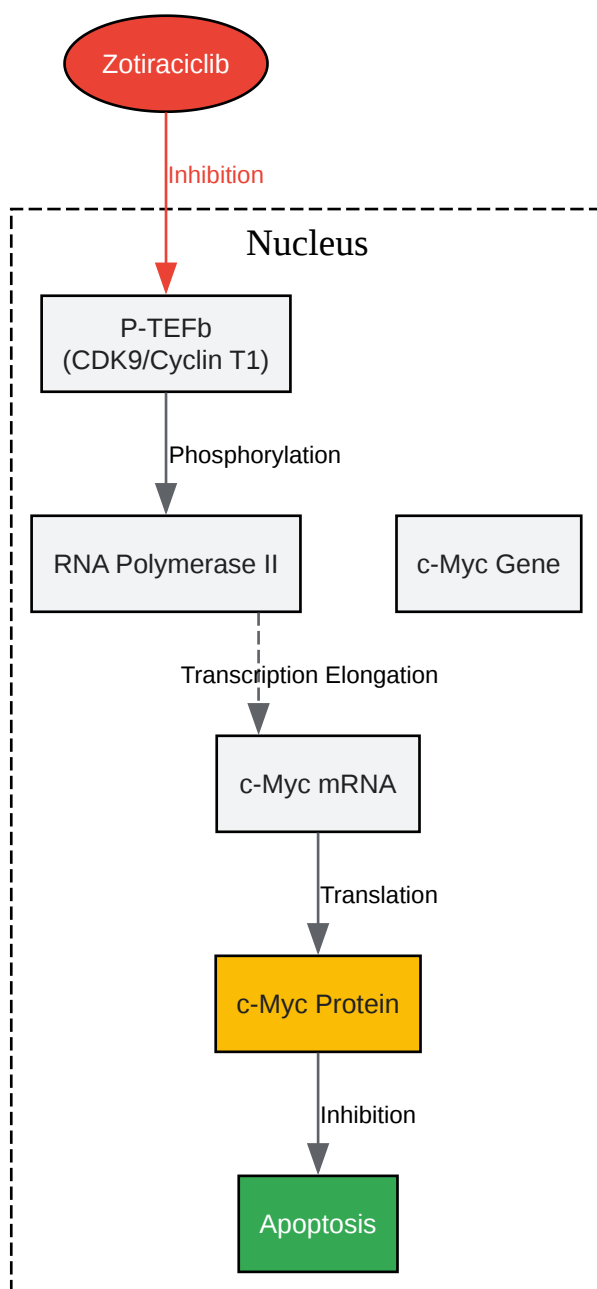 Zotiraciclib
Inhibition
Nucleus
P-TEFb
(CDK9/Cyclin T1)
Phosphorylation
RNA Polymerase II
c-Myc Gene
Transcription Elongation
c-Myc mRNA
Translation
c-Myc Protein
Inhibition
Apoptosis